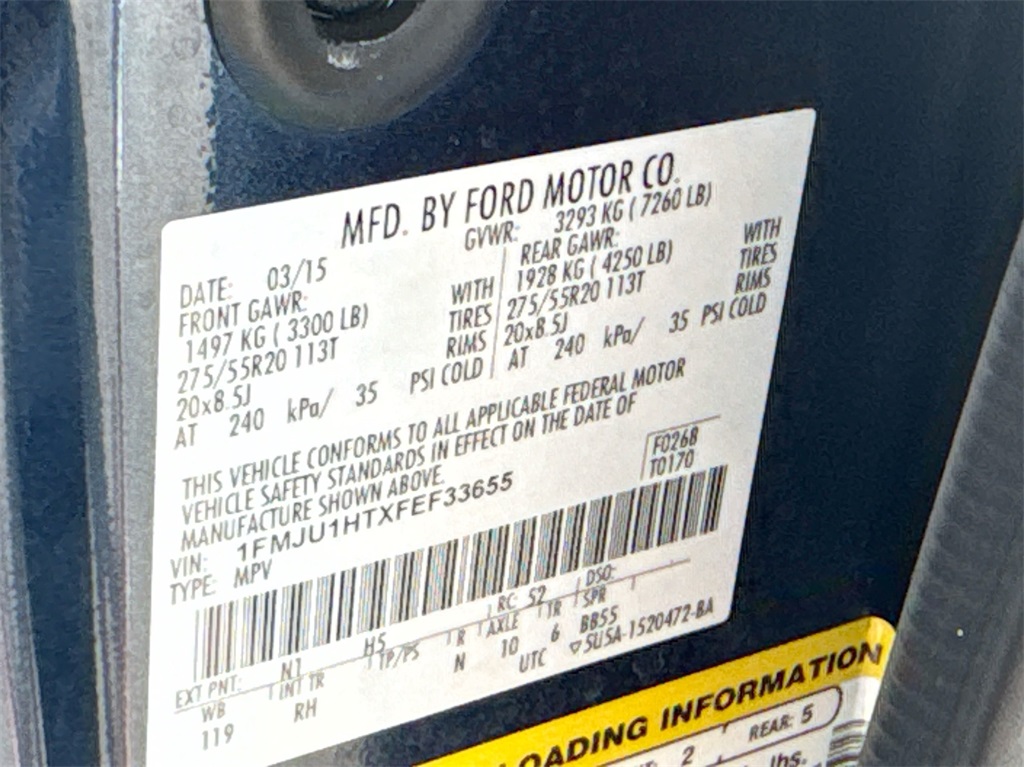 MFD. BY FORD MOTOR CO.
DATE: 03/15 GVWR: 3293 KG ( 7260 LB)
FRONT GAWR: REAR GAWR:
1497 KG ( 3300 LB) WITH 1928 KG ( 4250 LB) WITH
275/55R20 113T TIRES 275/55R20 113T TIRES
20x8.5J RIMS 20x8.5J RIMS
AT 240 kPa/ 35 PSI COLD AT 240 kPa/ 35 PSI COLD
THIS VEHICLE CONFORMS TO ALL APPLICABLE FEDERAL MOTOR
VEHICLE SAFETY STANDARDS IN EFFECT ON THE DATE OF
MANUFACTURE SHOWN ABOVE.
F0268
T0170
VIN: 1FMJU1HTXFEF33655
TYPE: MPV
EXT PNT: N1 H5 RC: 52 DSO:
WB INT TR TP/PS R AXLE TR SPR
119 RH N 10 6 BB55
UTC ▽5USA-1520472-BA
OADING INFORMATION
2 REAR: 5
lbs.